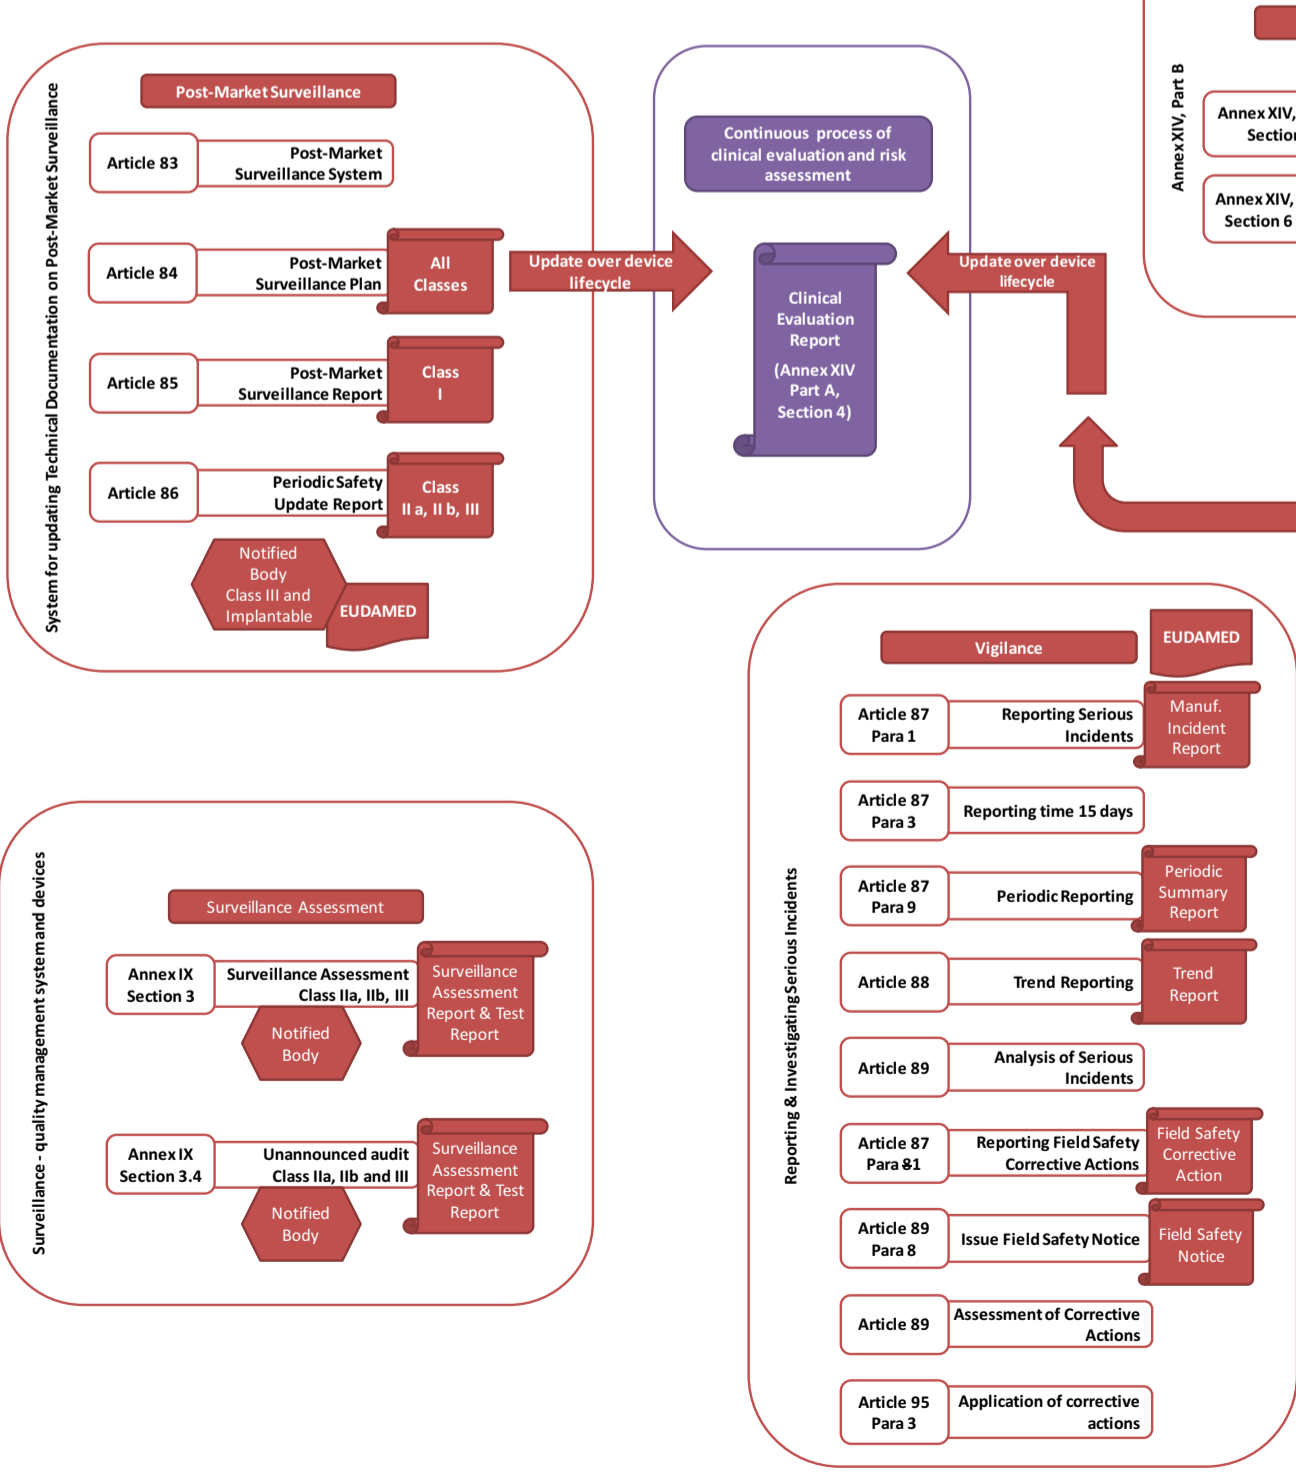 System for updating Technical Documentation on Post-Market Surveillance
Post-Market Surveillance
Article 83
Post-Market
Surveillance System
Article 84
Post-Market
Surveillance Plan
All
Classes
Article 85
Post-Market
Surveillance Report
Class
I
Article 86
Periodic Safety
Update Report
Class
II a, II b, III
Notified
Body
Class III and
Implantable
EUDAMED
Update over device
lifecycle
Continuous process of
clinical evaluation and risk
assessment
Clinical
Evaluation
Report
(Annex XIV
Part A,
Section 4)
Update over device
lifecycle
Annex XIV, Part B
Annex XIV,
Annex XIV,
Section 6
Surveillance - quality management system and devices
Surveillance Assessment
Annex IX
Section 3
Surveillance Assessment
Class IIa, IIb, III
Notified
Body
Surveillance
Assessment
Report & Test
Report
Annex IX
Section 3.4
Unannounced audit
Class IIa, IIb and III
Notified
Body
Surveillance
Assessment
Report & Test
Report
Reporting & Investigating Serious Incidents
Vigilance
EUDAMED
Article 87
Para 1
Reporting Serious
Incidents
Manuf.
Incident
Report
Article 87
Para 3
Reporting time 15 days
Article 87
Para 9
Periodic Reporting
Periodic
Summary
Report
Article 88
Trend Reporting
Trend
Report
Article 89
Analysis of Serious
Incidents
Article 87
Para 81
Reporting Field Safety
Corrective Actions
Field Safety
Corrective
Action
Article 89
Para 8
Issue Field Safety Notice
Field Safety
Notice
Article 89
Assessment of Corrective
Actions
Article 95
Para 3
Application of corrective
actions